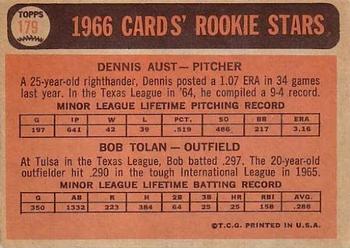 TOPPS
179
1966 CARDS' ROOKIE STARS
DENNIS AUST—PITCHER
A 25-year-old righthander, Dennis posted a 1.07 ERA in 34 games
last year. In the Texas League in '64, he compiled a 9-4 record.
MINOR LEAGUE LIFETIME PITCHING RECORD
G IP W L PCT. SO BB ERA
197 641 42 39 .519 486 217 3.16
BOB TOLAN—OUTFIELD
At Tulsa in the Texas League, Bob batted .297. The 20-year-old
outfielder hit .290 in the tough International League in 1965.
MINOR LEAGUE LIFETIME BATTING RECORD
G AB R H 2B 3B HR RBI AVG.
350 1332 223 384 64 25 25 158 .288
©T.C.G. PRINTED IN U.S.A.